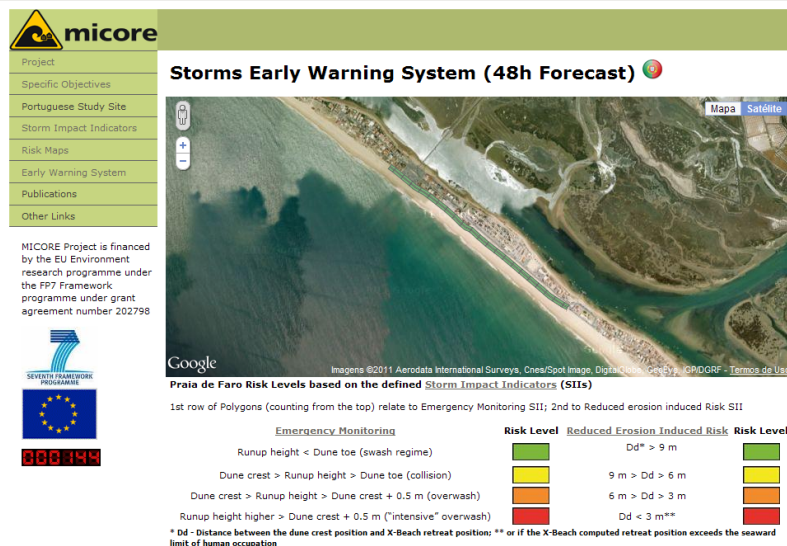 micore
Project
Specific Objectives
Portuguese Study Site
Storm Impact Indicators
Risk Maps
Early Warning System
Publications
Other Links
MICORE Project is financed
by the EU Environment
research programme under
the FP7 Framework
programme under grant
agreement number 202798
SEVENTH FRAMEWORK
PROGRAMME
000144
Storms Early Warning System (48h Forecast)
Mapa Satélite
+
−
Google
Imagens ©2011 Aerodata International Surveys, Cnes/Spot Image, DigitalGlobe, GeoEye, IGP/DGRF - Termos de Us
Praia de Faro Risk Levels based on the defined Storm Impact Indicators (SIIs)
1st row of Polygons (counting from the top) relate to Emergency Monitoring SII; 2nd to Reduced erosion induced Risk SII
Emergency Monitoring Risk Level Reduced Erosion Induced Risk Risk Level
Runup height < Dune toe (swash regime) Dd* > 9 m
Dune crest > Runup height > Dune toe (collision) 9 m > Dd > 6 m
Dune crest > Runup height > Dune crest + 0.5 m (overwash) 6 m > Dd > 3 m
Runup height higher > Dune crest + 0.5 m ("intensive" overwash) Dd < 3 m**
* Dd - Distance between the dune crest position and X-Beach retreat position; ** or if the X-Beach computed retreat position exceeds the seaward
limit of human occupation